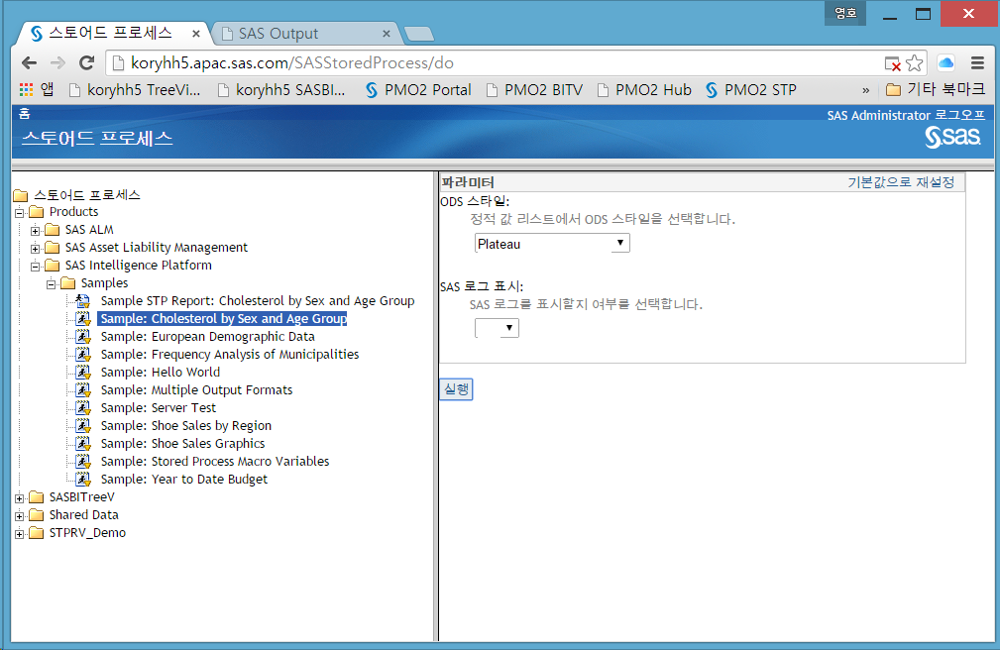 영호
스토어드 프로세스
SAS Output
koryhh5.apac.sas.com/SASStoredProcess/do
앱 koryhh5 TreeVi... koryhh5 SASBI... PMO2 Portal PMO2 BITV PMO2 Hub PMO2 STP » 기타 북마크
홈 SAS Administrator 로그오프
스토어드 프로세스 sas
스토어드 프로세스
Products
SAS ALM
SAS Asset Liability Management
SAS Intelligence Platform
Samples
Sample STP Report: Cholesterol by Sex and Age Group
Sample: Cholesterol by Sex and Age Group
Sample: European Demographic Data
Sample: Frequency Analysis of Municipalities
Sample: Hello World
Sample: Multiple Output Formats
Sample: Server Test
Sample: Shoe Sales by Region
Sample: Shoe Sales Graphics
Sample: Stored Process Macro Variables
Sample: Year to Date Budget
SASBITreeV
Shared Data
STPRV_Demo
파라미터 기본값으로 재설정
ODS 스타일:
정적 값 리스트에서 ODS 스타일을 선택합니다.
Plateau
SAS 로그 표시:
SAS 로그를 표시할지 여부를 선택합니다.
실행